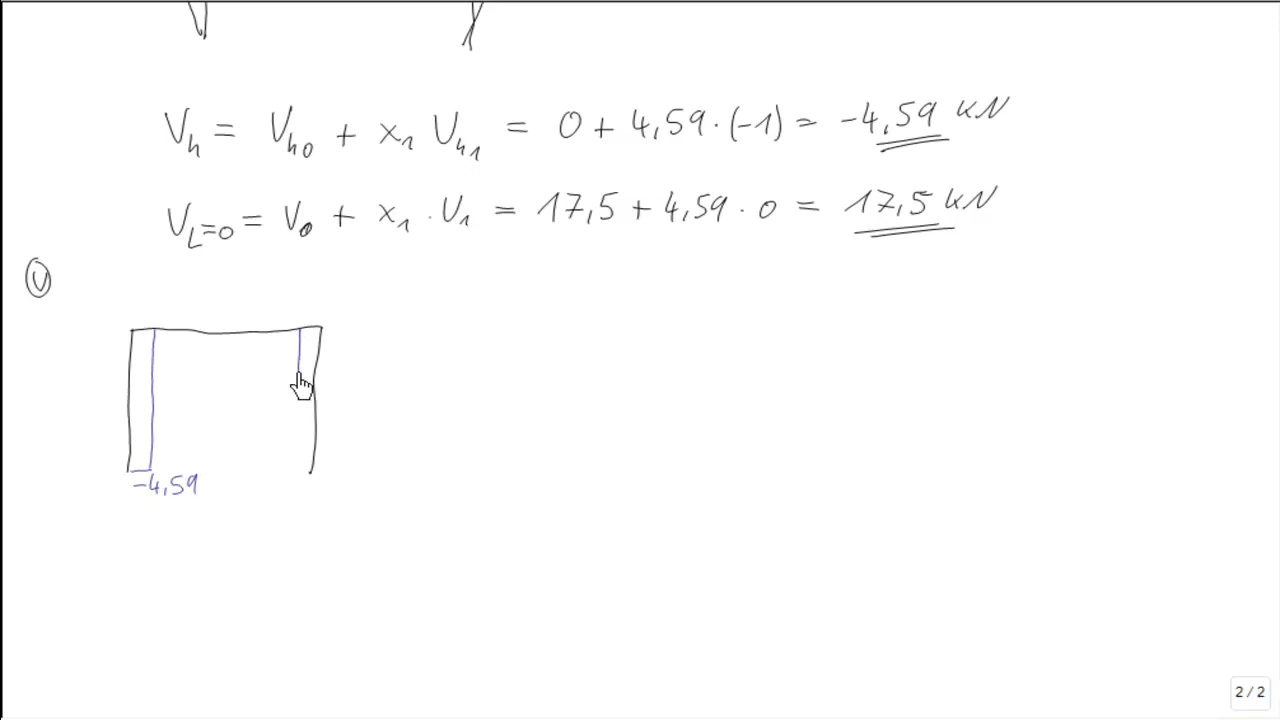 V_h = V_h0 + x_1 V_h1 = 0 + 4,59 · (-1) = -4,59 kN
V_L=0 = V_0 + x_1 · V_1 = 17,5 + 4,59 · 0 = 17,5 kN
V
-4,59
2 / 2